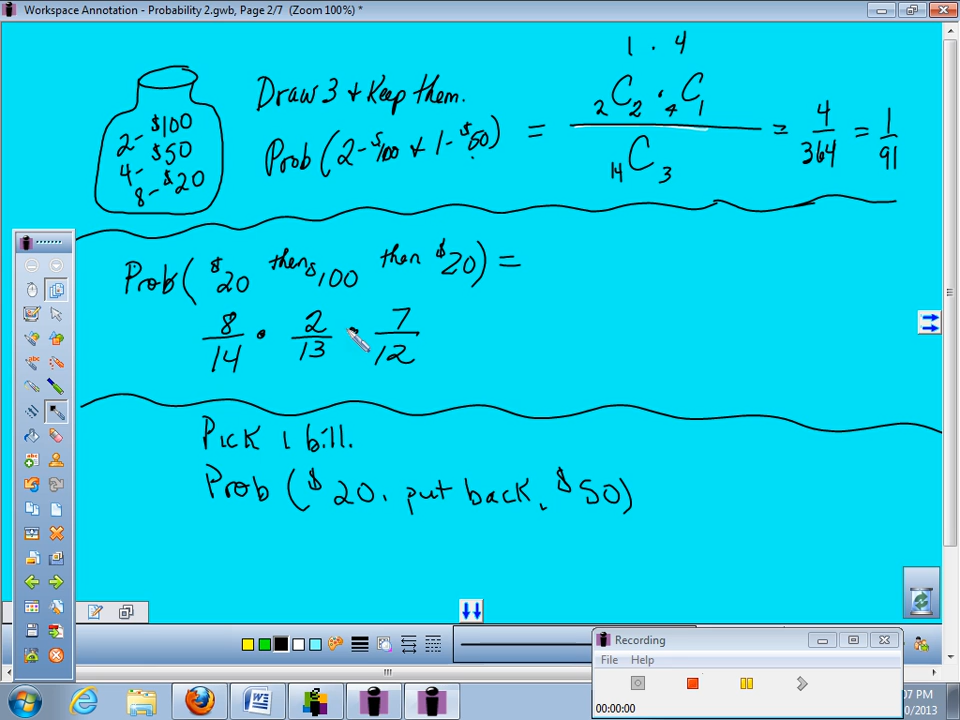 Workspace Annotation - Probability 2.gwb, Page 2/7 (Zoom 100%) *
1 . 4
Draw 3 + Keep them.
2C2 . 4C1
2- $100
4- $50
8- $20
Prob (2-$100 + 1-$50) = = 4/364 = 1/91
14C3
Prob ( $20 then $100 then $20) =
8/14 • 2/13 • 7/12
Pick 1 bill.
Prob ( $20, put back, $50)
Recording
File Help
00:00:00